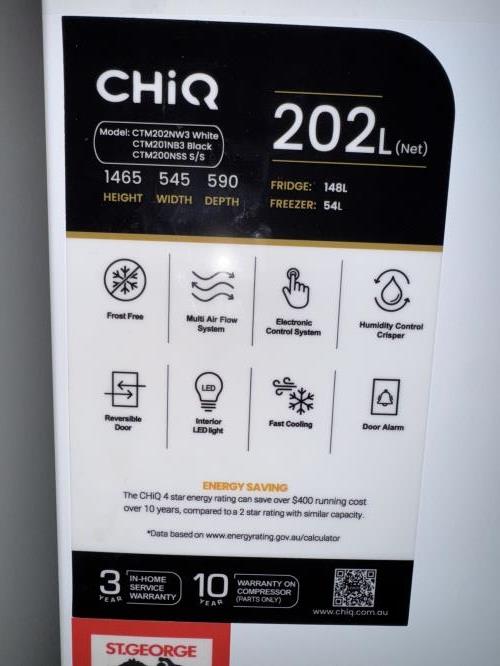 CHiQ
Model: CTM202NW3 White
CTM201NB3 Black
CTM200NSS S/S
1465 545 590
HEIGHT WIDTH DEPTH
202L (Net)
FRIDGE: 148L
FREEZER: 54L
Frost Free
Multi Air Flow
System
Electronic
Control System
Humidity Control
Crisper
Reversible
Door
LED
Interior
LED light
Fast Cooling
Door Alarm
ENERGY SAVING
The CHiQ 4 star energy rating can save over $400 running cost
over 10 years, compared to a 2 star rating with similar capacity.
*Data based on www.energyrating.gov.au/calculator
3 YEAR
IN-HOME
SERVICE
WARRANTY
10 YEAR
WARRANTY ON
COMPRESSOR
(PARTS ONLY)
www.chiq.com.au
ST.GEORGE